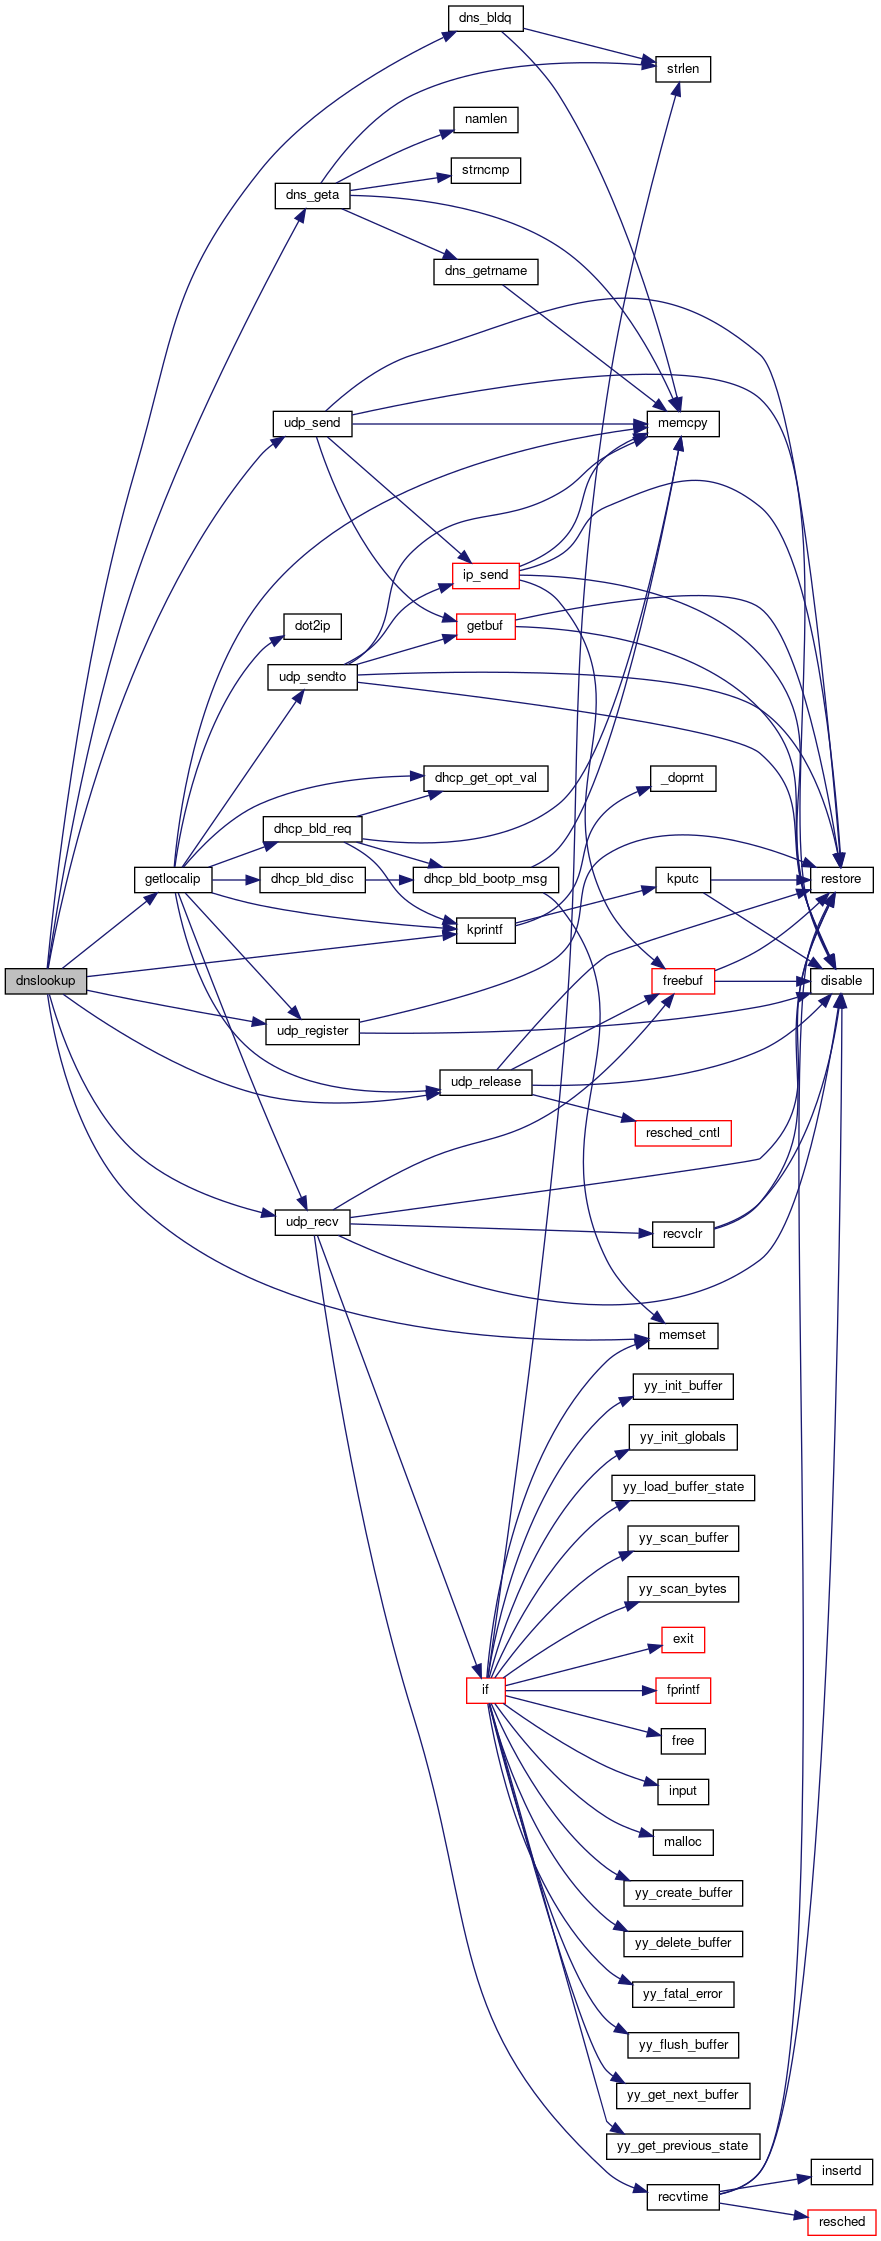 dns_bldq
strlen
namlen
strncmp
dns_geta
dns_getrname
udp_send
memcpy
ip_send
getbuf
dot2ip
udp_sendto
dhcp_get_opt_val
_doprnt
dhcp_bld_req
getlocalip
dhcp_bld_disc
dhcp_bld_bootp_msg
kputc
restore
kprintf
dnslookup
freebuf
disable
udp_register
udp_release
resched_cntl
udp_recv
recvclr
memset
yy_init_buffer
yy_init_globals
yy_load_buffer_state
yy_scan_buffer
yy_scan_bytes
exit
if
fprintf
free
input
malloc
yy_create_buffer
yy_delete_buffer
yy_fatal_error
yy_flush_buffer
yy_get_next_buffer
yy_get_previous_state
insertd
recvtime
resched